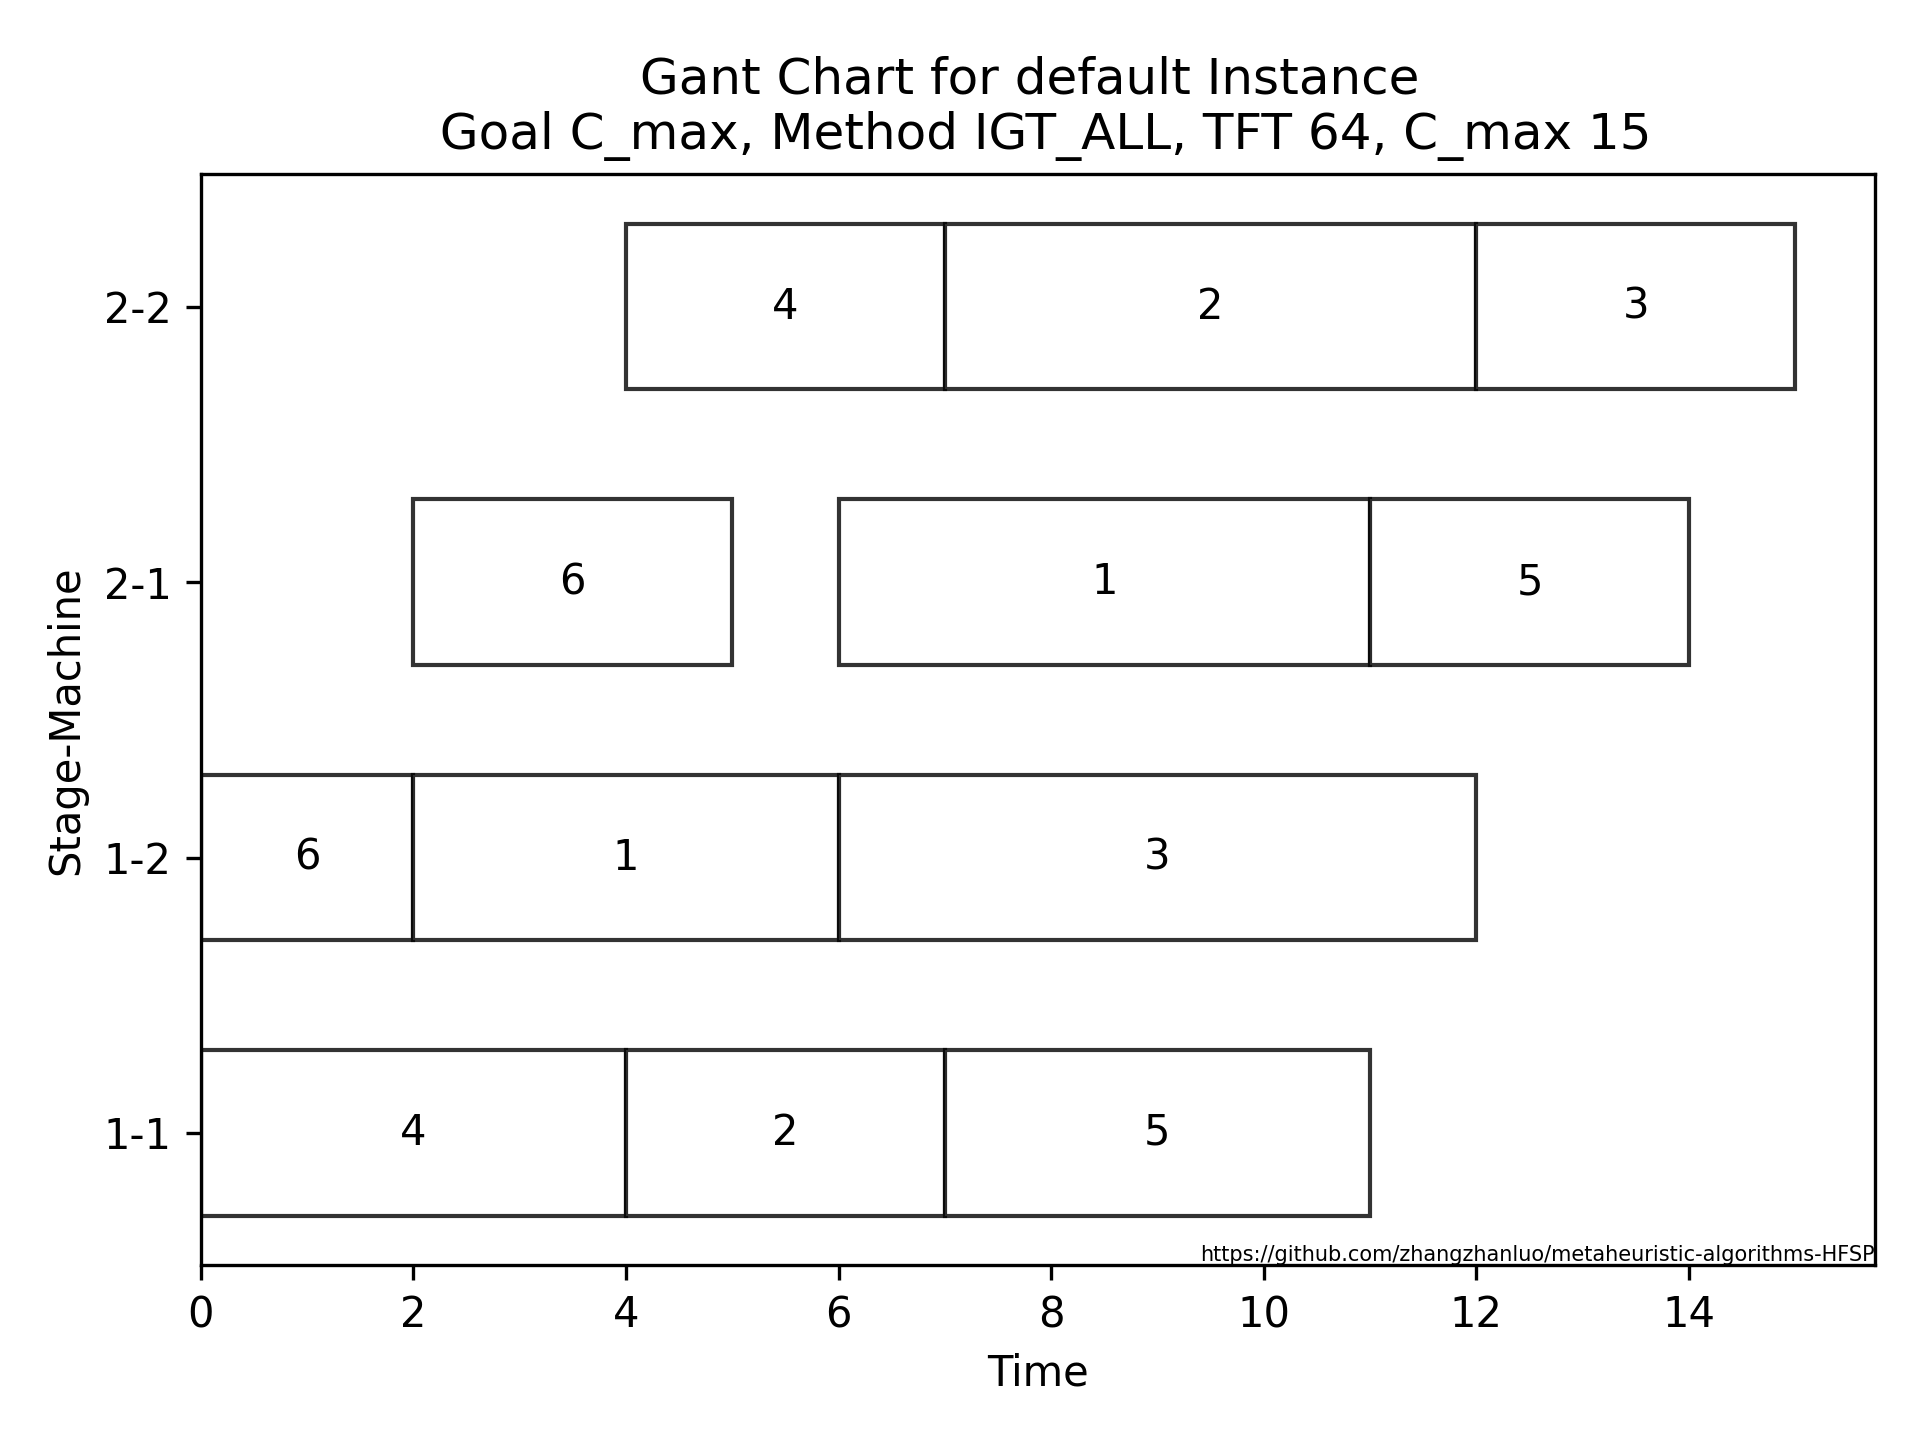 Gant Chart for default Instance
Goal C_max, Method IGT_ALL, TFT 64, C_max 15
Stage-Machine
2-2
4 2 3
2-1
6 1 5
1-2
6 1 3
1-1
4 2 5
https://github.com/zhangzhanluo/metaheuristic-algorithms-HFSP
0 2 4 6 8 10 12 14
Time